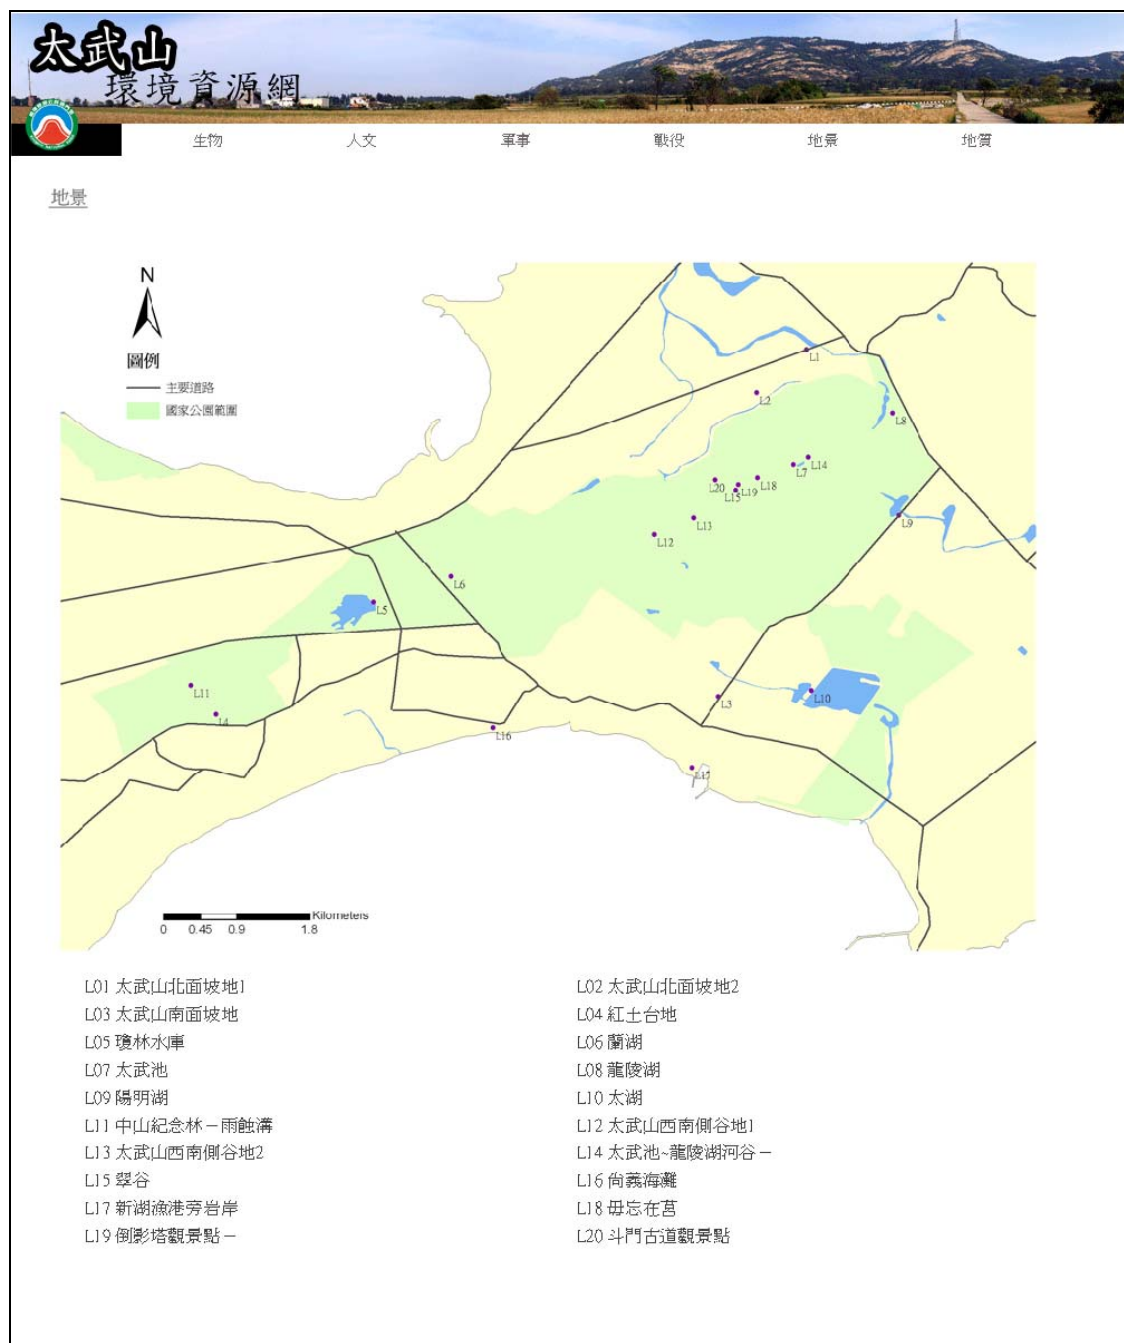 太武山
環境資源網
生物 人文 軍事 戰役 地景 地質
地景
N
圖例
主要道路
國家公園範圍
L1
L2
L8
L14
L7
L18
L20
L19
L15
L9
L13
L12
L6
L5
L11
L3
L10
L4
L16
L17
Kilometers
0 0.45 0.9 1.8
L01 太武山北面坡地1 L02 太武山北面坡地2
L03 太武山南面坡地 L04 紅土台地
L05 瓊林水庫 L06 蘭湖
L07 太武池 L08 龍陵湖
L09 陽明湖 L10 太湖
L11 中山紀念林－雨蝕溝 L12 太武山西南側谷地1
L13 太武山西南側谷地2 L14 太武池~龍陵湖河谷－
L15 翠谷 L16 尚義海灘
L17 新湖漁港旁岩岸 L18 毋忘在莒
L19 倒影塔觀景點－ L20 斗門古道觀景點